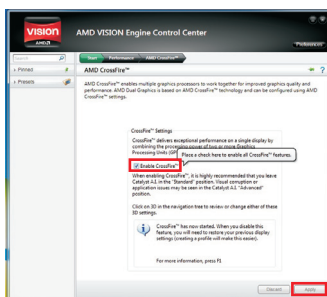 VISION
AMD
AMD VISION Engine Control Center
Preferences
Search
Start
Performance
AMD CrossFire™
Pinned
Presets
AMD CrossFire™
?
AMD CrossFire™ enables multiple graphics processors to work together for improved graphics quality and
performance. AMD Dual Graphics is based on AMD CrossFire™ technology and can be configured using AMD
CrossFire™ settings.
CrossFire™ Settings
CrossFire™ delivers exceptional performance on a single display by
combining the processing power of two or more Graphics
Processing Units (GP
Place a check here to enable all CrossFire™ features.
Enable CrossFire™
When enabling CrossFire™, it is highly recommended that you leave
Catalyst A.I. in the "Standard" position. Visual corruption or
application issues may be seen in the Catalyst A.I. "Advanced"
position.
Click on 3D in the navigation tree to review or change either of these
3D settings.
CrossFire™ has now started. When you disable this
feature, you will need to restore your previous display
settings (creating a profile will make this easier).
For more information, press F1
Discard
Apply